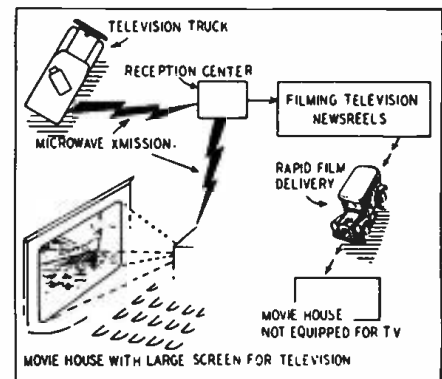 TELEVISION TRUCK
RECEPTION CENTER
FILMING TELEVISION
NEWSREELS
MICROWAVE XMISSION.
RAPID FILM
DELIVERY
MOVIE HOUSE
NOT EQUIPPED FOR TV
MOVIE HOUSE WITH LARGE SCREEN FOR TELEVISION